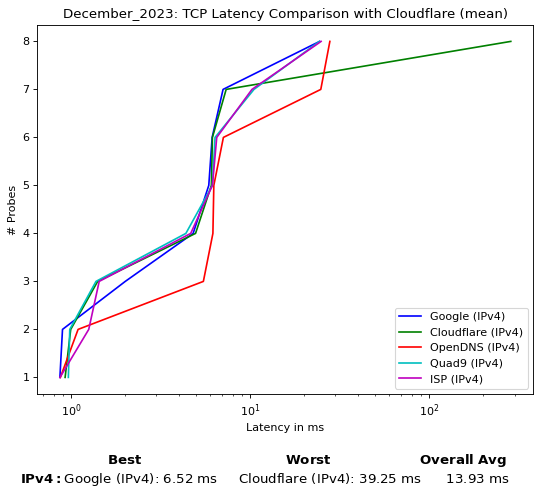 December_2023: TCP Latency Comparison with Cloudflare (mean)
8
7
6
5
4
3
2
1
# Probes
10⁰ 10¹ 10²
Latency in ms
Google (IPv4)
Cloudflare (IPv4)
OpenDNS (IPv4)
Quad9 (IPv4)
ISP (IPv4)
Best Worst Overall Avg
IPv4: Google (IPv4): 6.52 ms Cloudflare (IPv4): 39.25 ms 13.93 ms